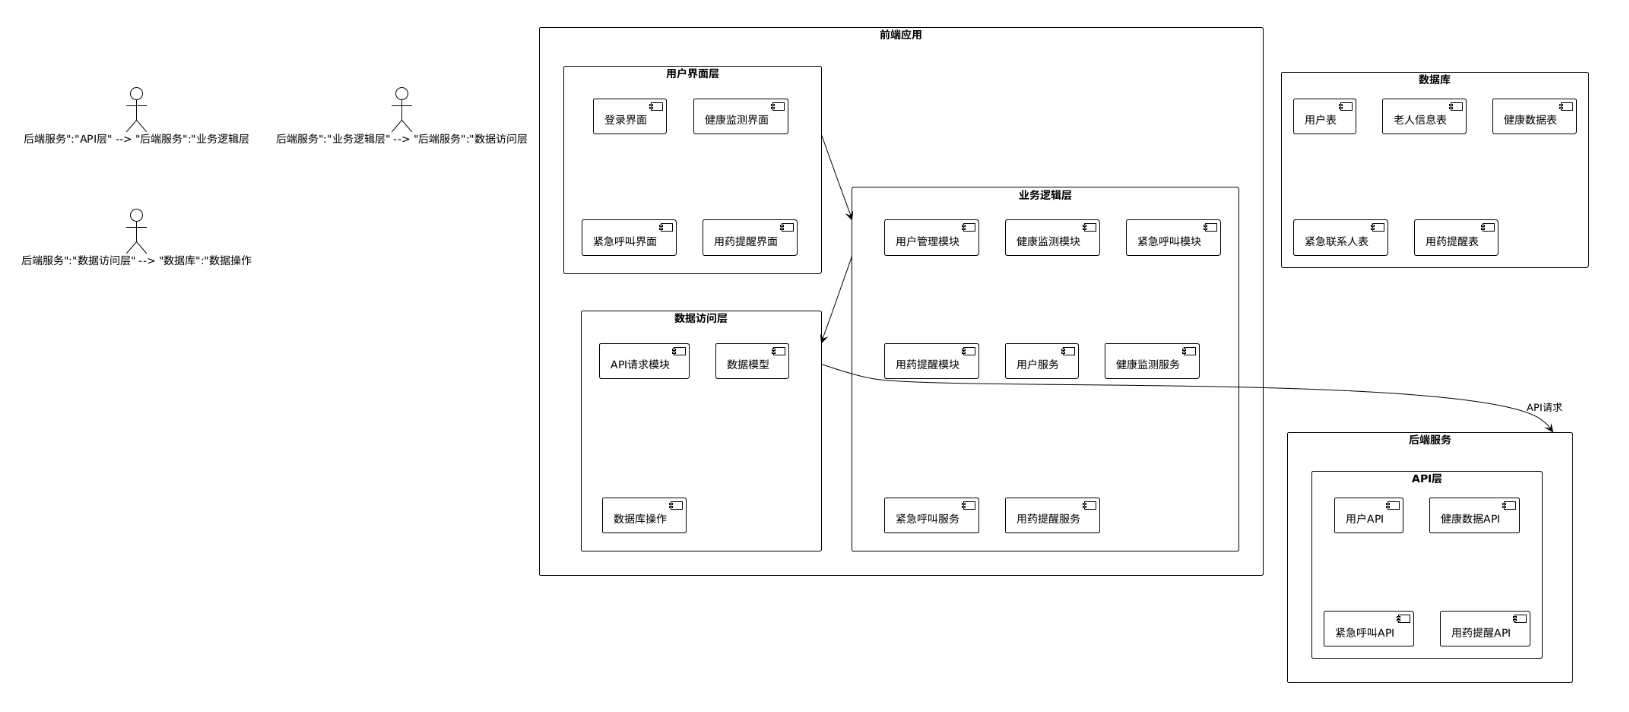 前端应用
用户界面层
登录界面
健康监测界面
紧急呼叫界面
用药提醒界面
业务逻辑层
用户管理模块
健康监测模块
紧急呼叫模块
用药提醒模块
用户服务
健康监测服务
紧急呼叫服务
用药提醒服务
数据访问层
API请求模块
数据模型
数据库操作
数据库
用户表
老人信息表
健康数据表
紧急联系人表
用药提醒表
后端服务":"API层" --> "后端服务":"业务逻辑层
后端服务":"业务逻辑层" --> "后端服务":"数据访问层
后端服务":"数据访问层" --> "数据库":"数据操作
API请求
后端服务
API层
用户API
健康数据API
紧急呼叫API
用药提醒API